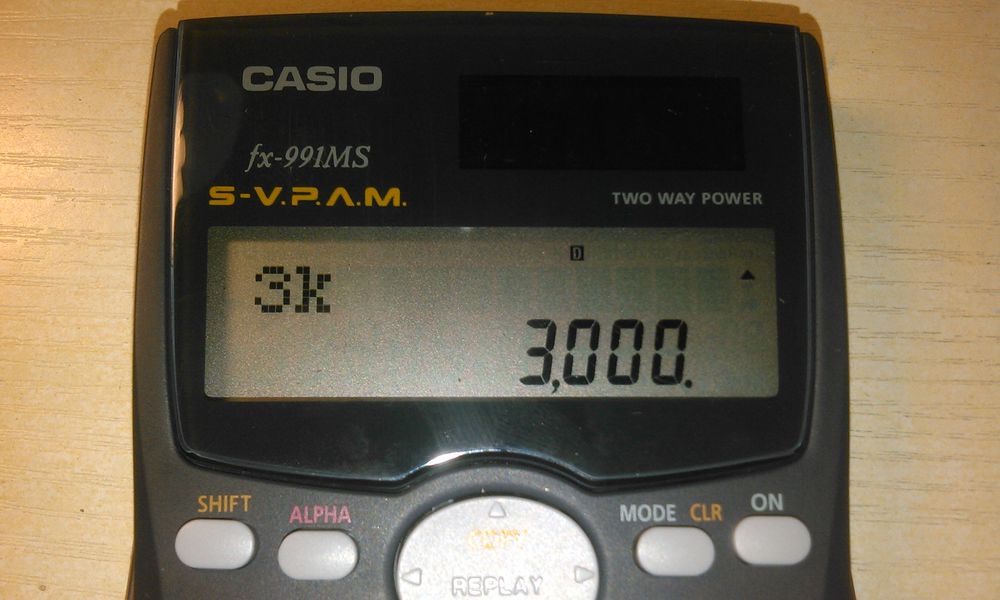 CASIO
fx-991MS
S-V.P.A.M.
TWO WAY POWER
D
3k
3,000.
SHIFT
ALPHA
MODE CLR
ON
REPLAY